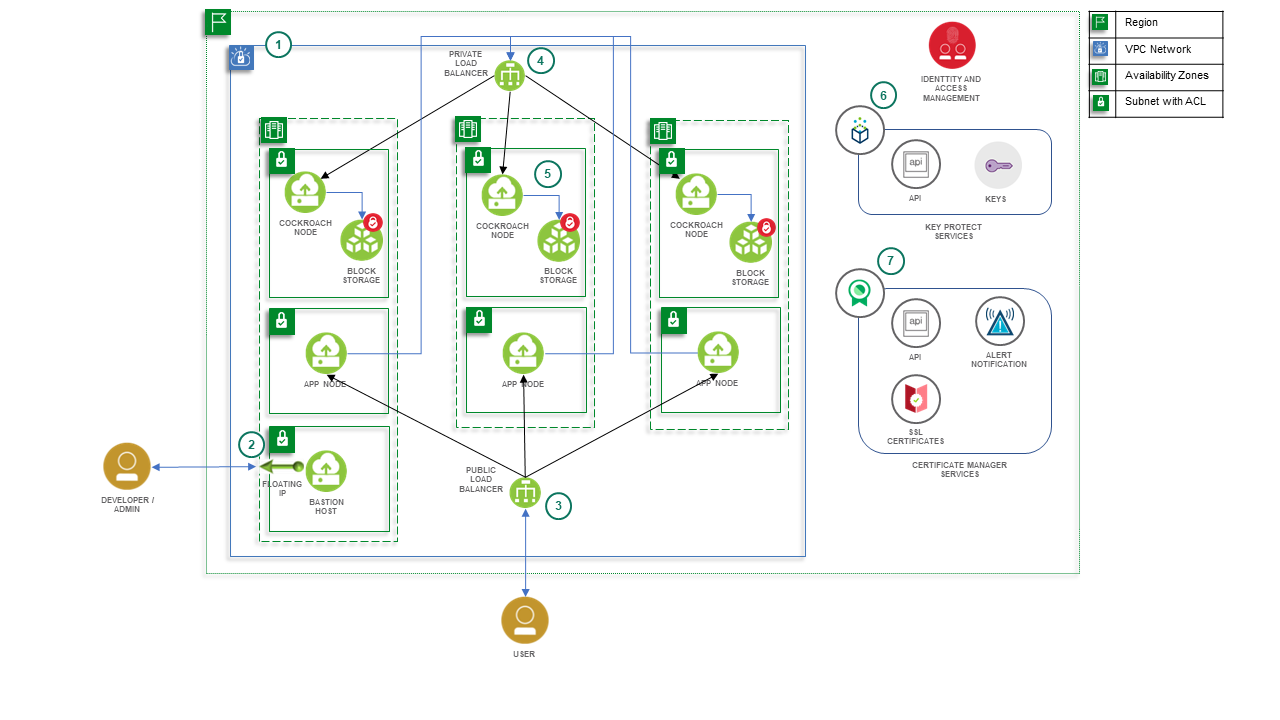 1
PRIVATE
LOAD
BALANCER
4
IDENTTITY AND
ACCESS
MANAGEMENT
Region
VPC Network
Availability Zones
Subnet with ACL
6
api
API
KEYS
KEY PROTECT
SERVICES
COCKROACH
NODE
BLOCK
STORAGE
5
COCKROACH
NODE
BLOCK
STORAGE
COCKROACH
NODE
BLOCK
STORAGE
7
api
API
ALERT
NOTIFICATION
SSL
CERTIFICATES
CERTIFICATE MANAGER
SERVICES
APP NODE
APP NODE
APP NODE
2
FLOATING
IP
BASTION
HOST
DEVELOPER /
ADMIN
PUBLIC
LOAD
BALANCER
3
USER